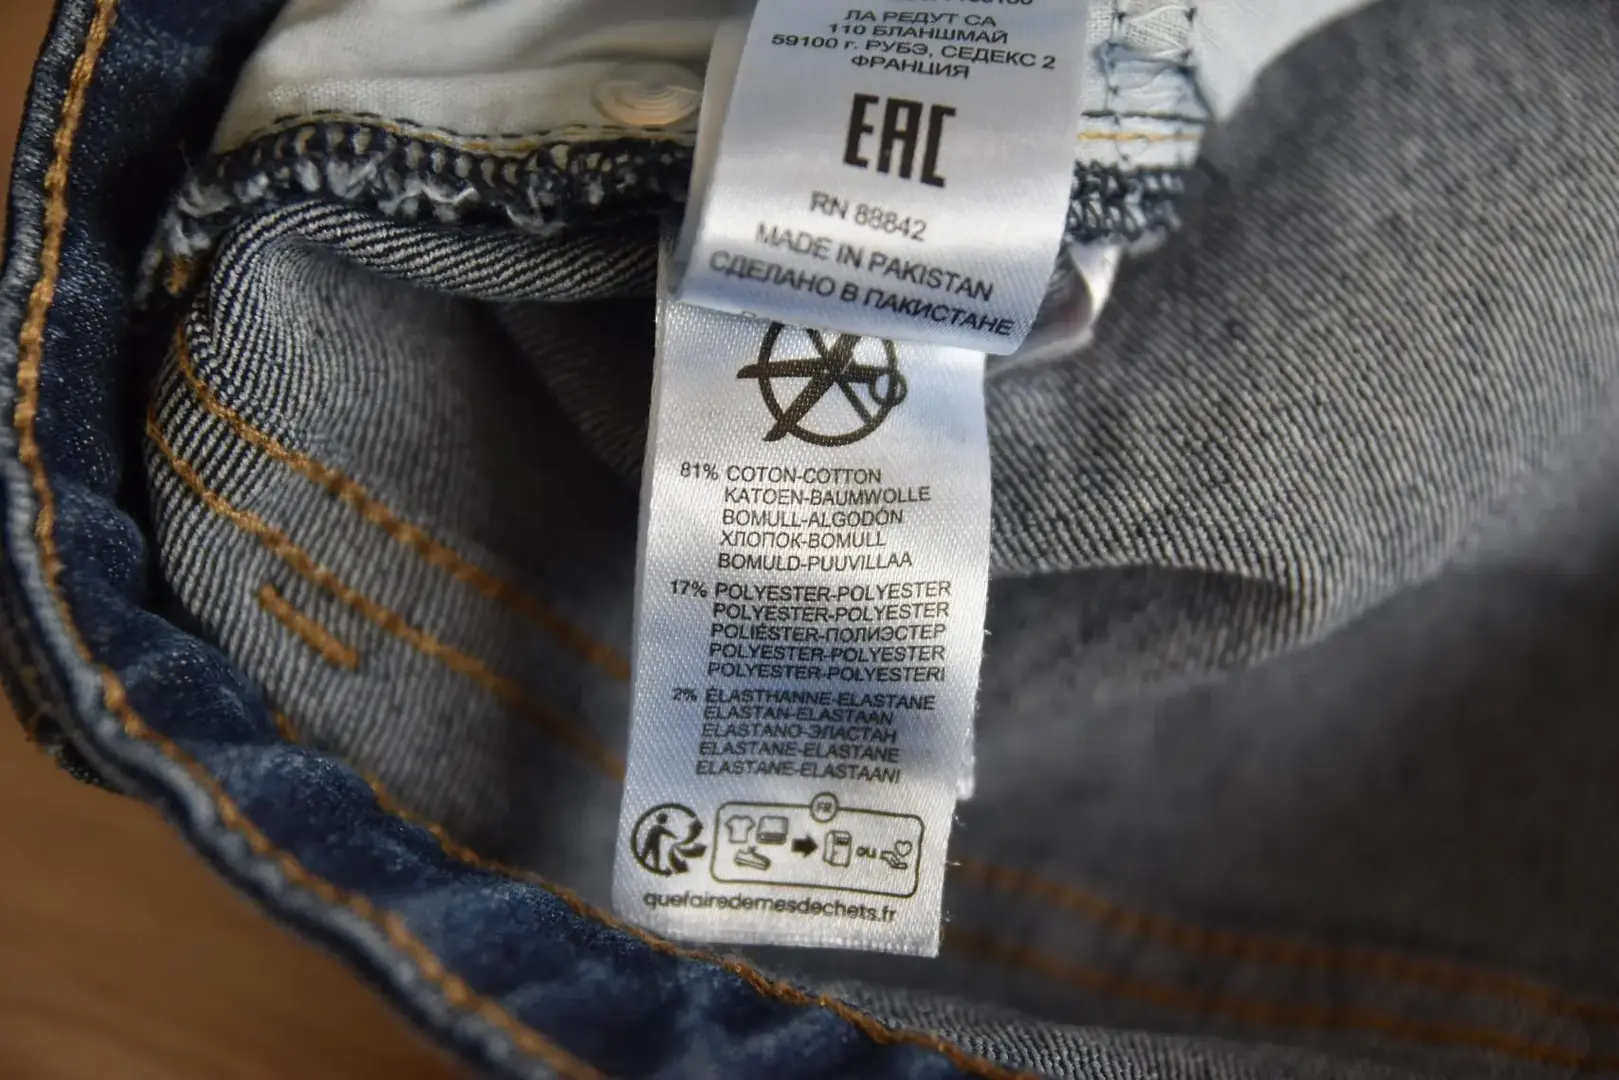 ЛА РЕДУТ СА
110 БЛАНШМАЙ
59100 г. РУБЭ, СЕДЕКС 2
ФРАНЦИЯ
EAC
RN 88842
MADE IN PAKISTAN
СДЕЛАНО В ПАКИСТАНЕ
81% COTON-COTTON
KATOEN-BAUMWOLLE
BOMULL-ALGODÓN
ХЛОПОК-BOMULL
BOMULD-PUUVILLAA
17% POLYESTER-POLYESTER
POLYESTER-POLYESTER
POLIÉSTER-ПОЛИЭСТЕР
POLYESTER-POLYESTER
POLYESTER-POLYESTERI
2% ÉLASTHANNE-ELASTANE
ELASTAN-ELASTAAN
ELASTANO-ЭЛАСТАН
ELASTANE-ELASTANE
ELASTANE-ELASTAANI
FR
ou
quefairedemesdechets.fr